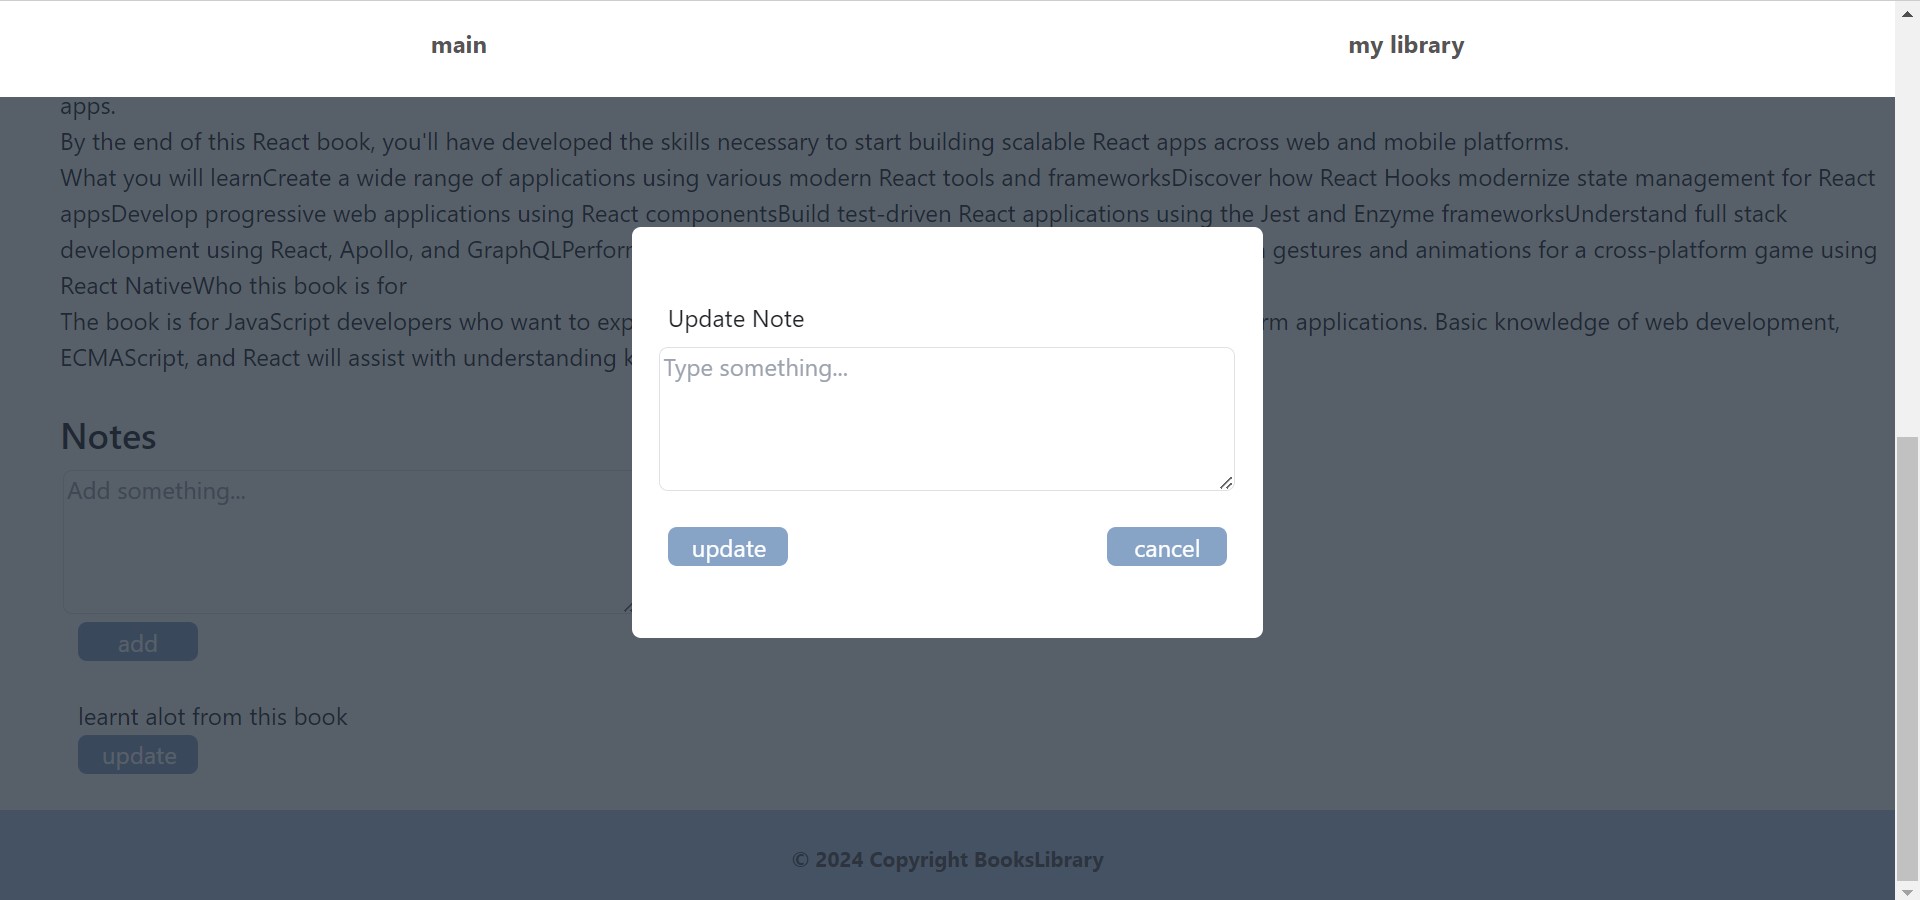 main
my library
apps.
By the end of this React book, you'll have developed the skills necessary to start building scalable React apps across web and mobile platforms.
What you will learnCreate a wide range of applications using various modern React tools and frameworksDiscover how React Hooks modernize state management for React
appsDevelop progressive web applications using React componentsBuild test-driven React applications using the Jest and Enzyme frameworksUnderstand full stack
development using React, Apollo, and GraphQLPerfor gestures and animations for a cross-platform game using
React NativeWho this book is for
The book is for JavaScript developers who want to exp rm applications. Basic knowledge of web development,
ECMAScript, and React will assist with understanding k
Update Note
Type something...
update
cancel
Notes
Add something...
add
learnt alot from this book
update
© 2024 Copyright BooksLibrary